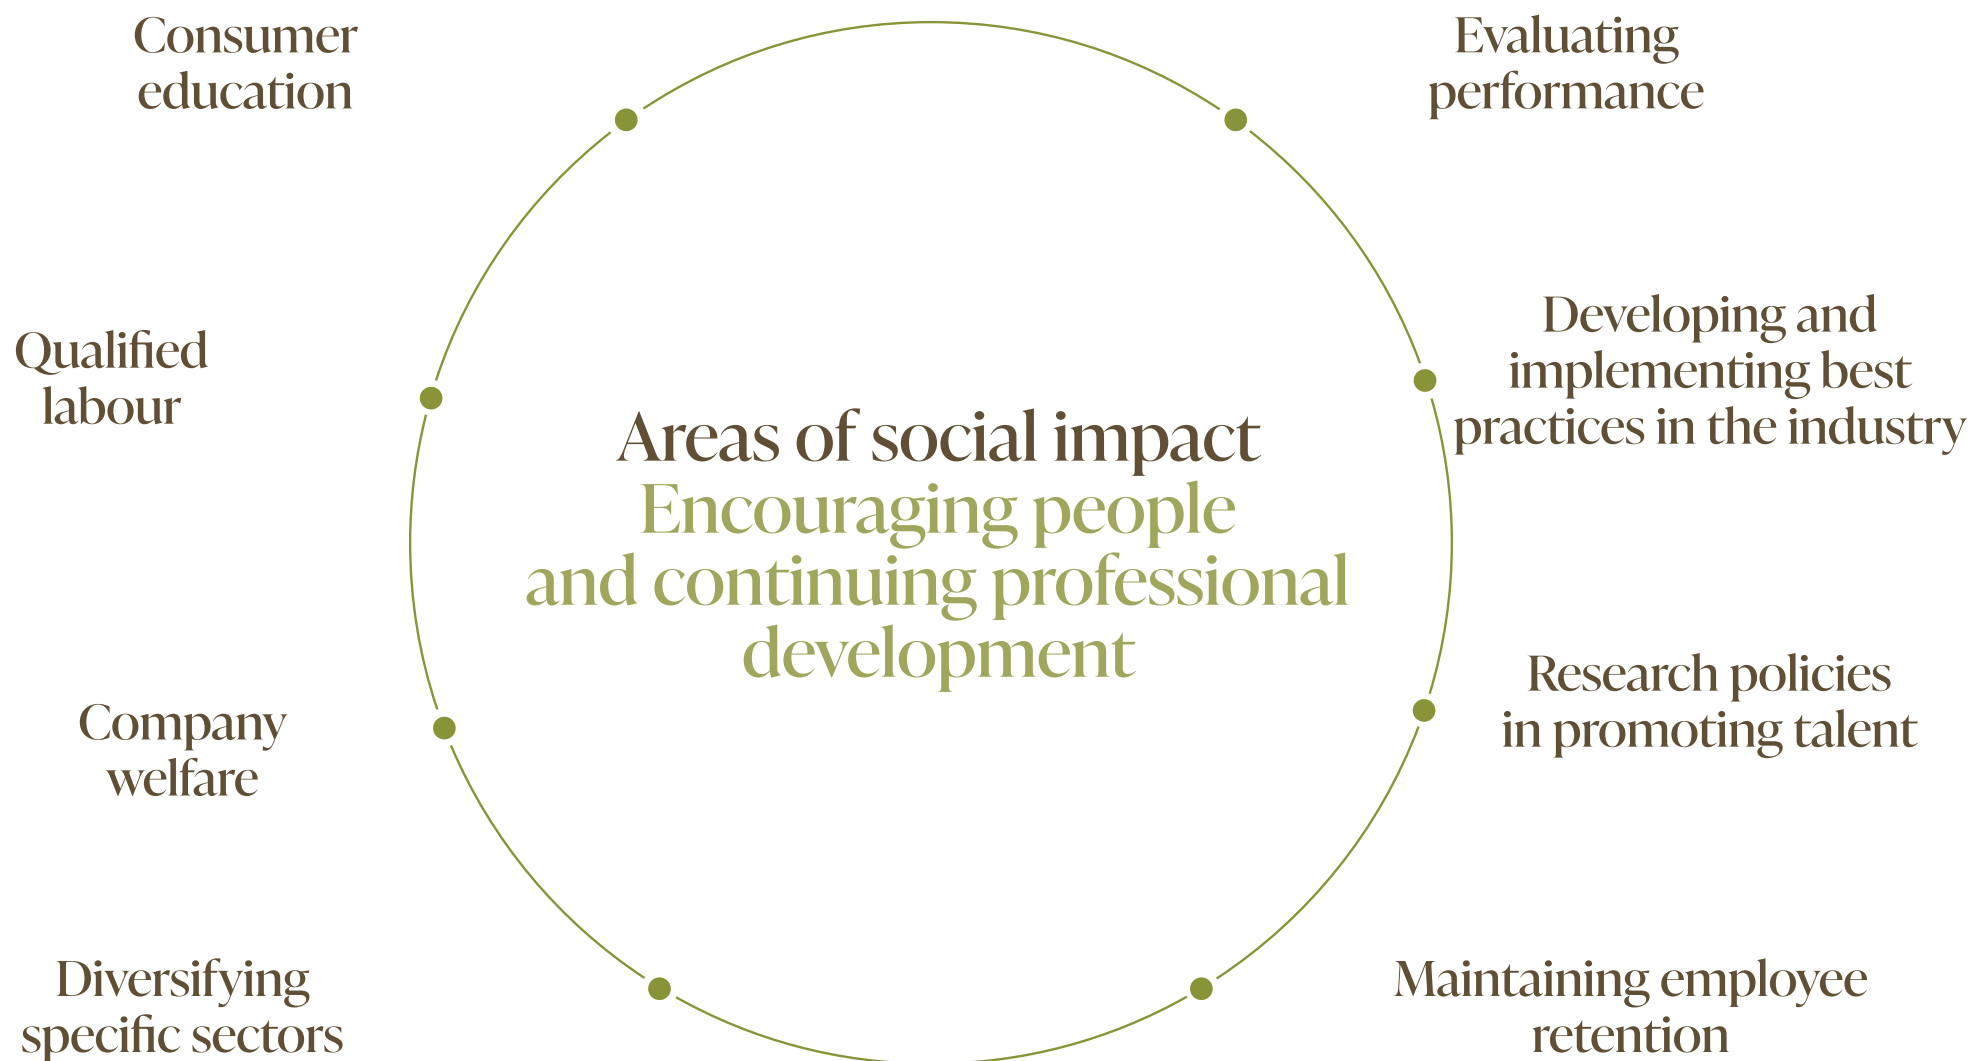 Consumer
education
Evaluating
performance
Qualified
labour
Developing and
implementing best
practices in the industry
Areas of social impact
Encouraging people
and continuing professional
development
Company
welfare
Research policies
in promoting talent
Diversifying
specific sectors
Maintaining employee
retention